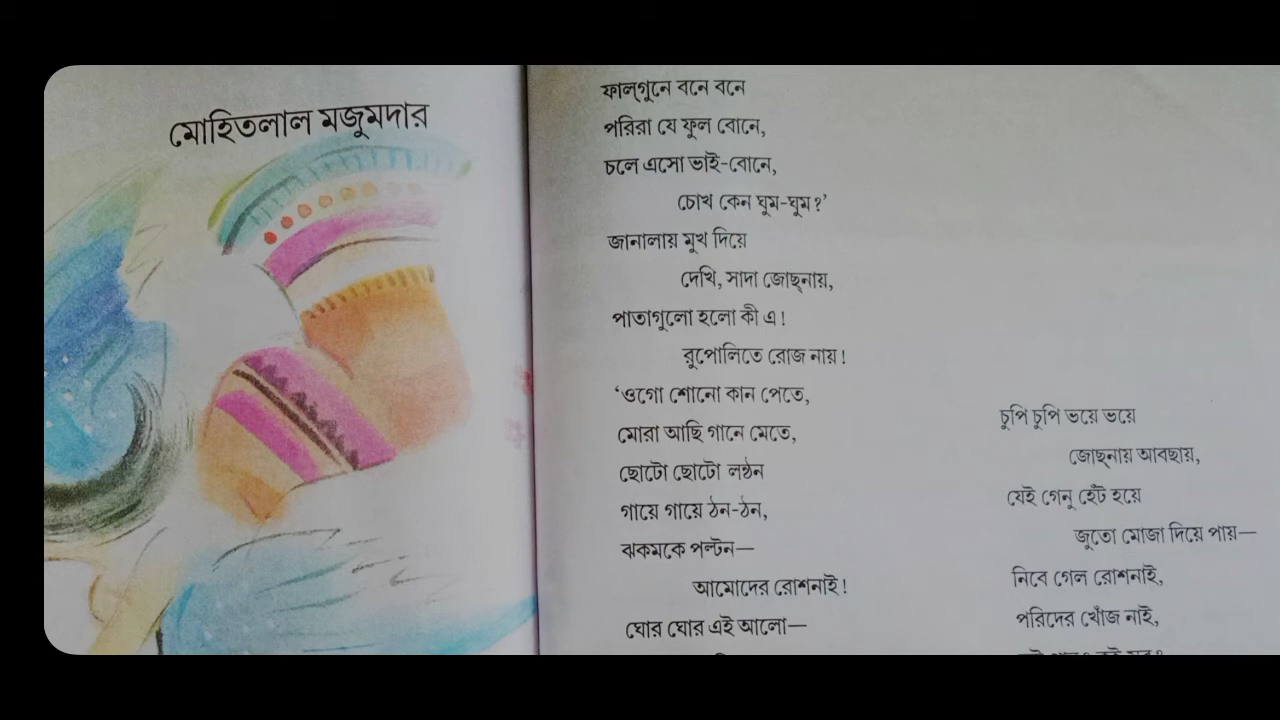 মোহিতলাল মজুমদার
ফাল্গুনে বনে বনে
পরিরা যে ফুল বোনে,
চলে এসো ভাই-বোনে,
চোখ কেন ঘুম-ঘুম?’
জানালায় মুখ দিয়ে
দেখি, সাদা জোছ্‌নায়,
পাতাগুলো হলো কী এ!
রুপোলিতে রোজ নায়!
‘ওগো শোনো কান পেতে,
মোরা আছি গানে মেতে,
ছোটো ছোটো লণ্ঠন
গায়ে গায়ে ঠন-ঠন,
ঝকমকে পল্টন—
আমোদের রোশনাই!
ঘোর ঘোর এই আলো—
চুপি চুপি ভয়ে ভয়ে
জোছ্‌নায় আবছায়,
যেই গেনু হেঁট হয়ে
জুতো মোজা দিয়ে পায়—
নিবে গেল রোশনাই,
পরিদের খোঁজ নাই,